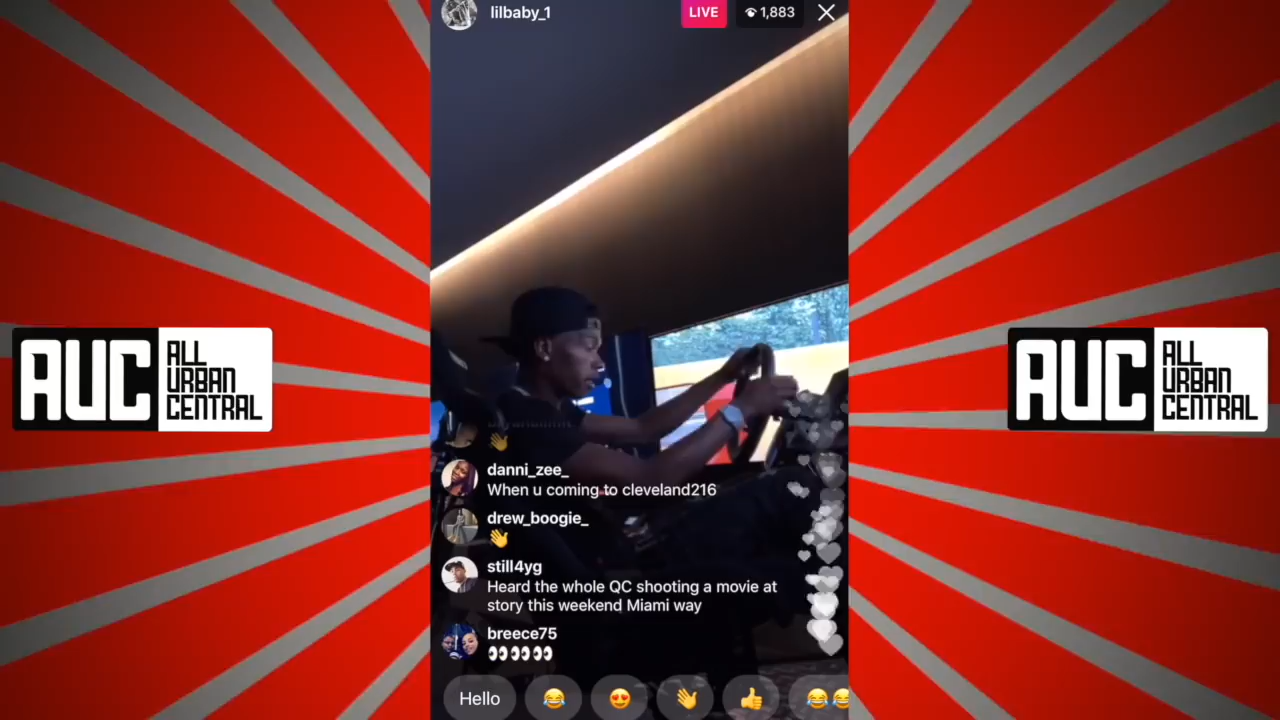 lilbaby_1
LIVE
1,883
AUC
ALL
URBAN
CENTRAL
AUC
ALL
URBAN
CENTRAL
danni_zee_
When u coming to cleveland216
drew_boogie_
👋
still4yg
Heard the whole QC shooting a movie at
story this weekend Miami way
breece75
👀👀👀👀
Hello